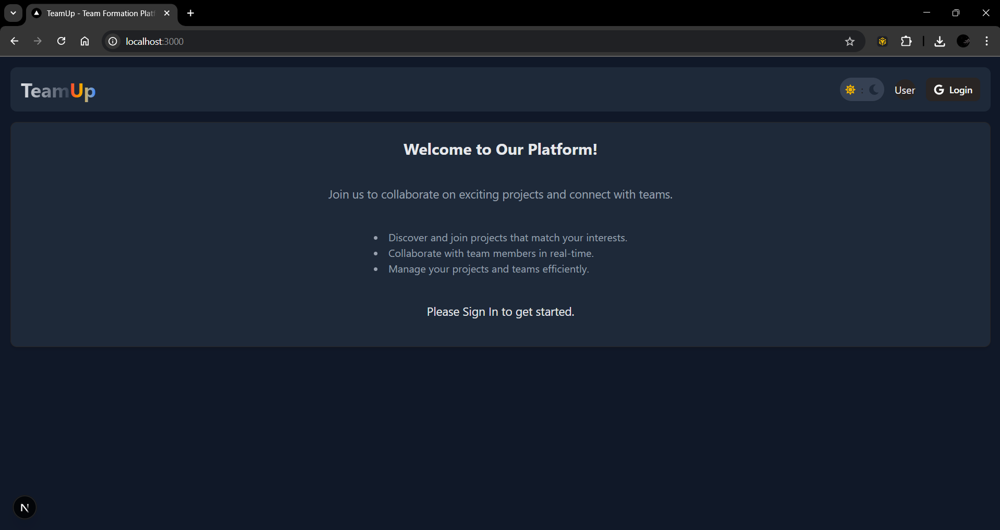 TeamUp - Team Formation Plat
localhost:3000
TeamUp
:
User
G Login
Welcome to Our Platform!
Join us to collaborate on exciting projects and connect with teams.
• Discover and join projects that match your interests.
• Collaborate with team members in real-time.
• Manage your projects and teams efficiently.
Please Sign In to get started.
N